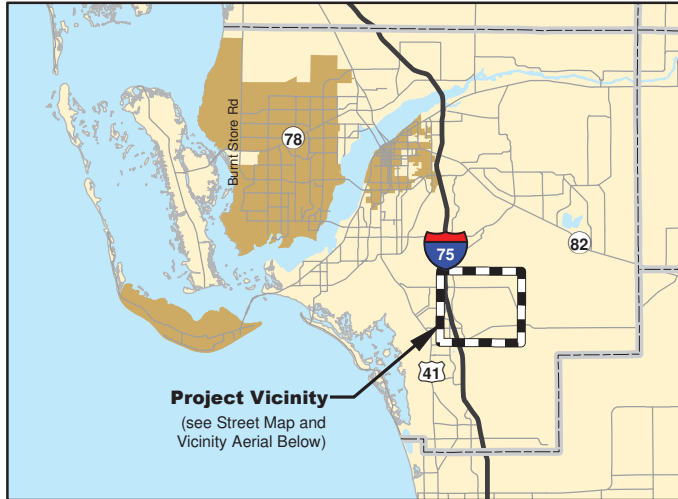 Burnt Store Rd
78
82
75
41
Project Vicinity
(see Street Map and
Vicinity Aerial Below)